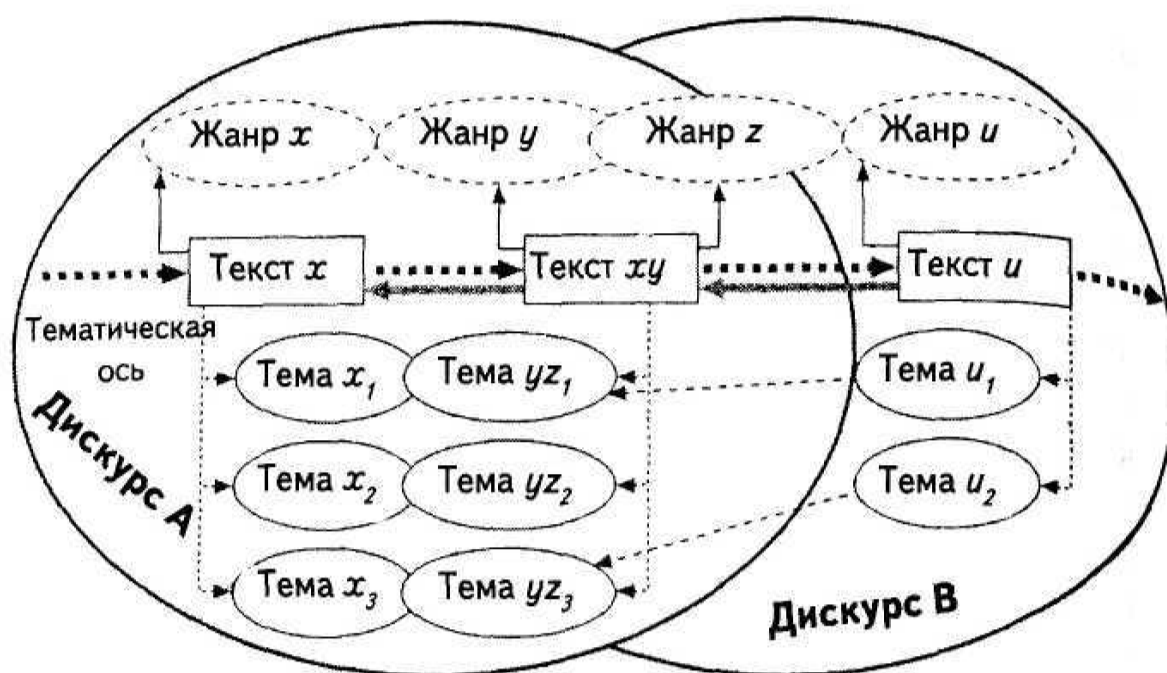 Жанр x
Жанр y
Жанр z
Жанр u
Текст x
Текст xy
Текст u
Тематическая
ось
Тема x₁
Тема yz₁
Тема u₁
Дискурс А
Тема x₂
Тема yz₂
Тема u₂
Тема x₃
Тема yz₃
Дискурс В